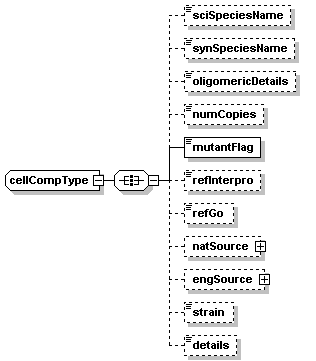 sciSpeciesName
synSpeciesName
oligomericDetails
numCopies
mutantFlag
cellCompType
refInterpro
refGo
natSource
engSource
strain
details